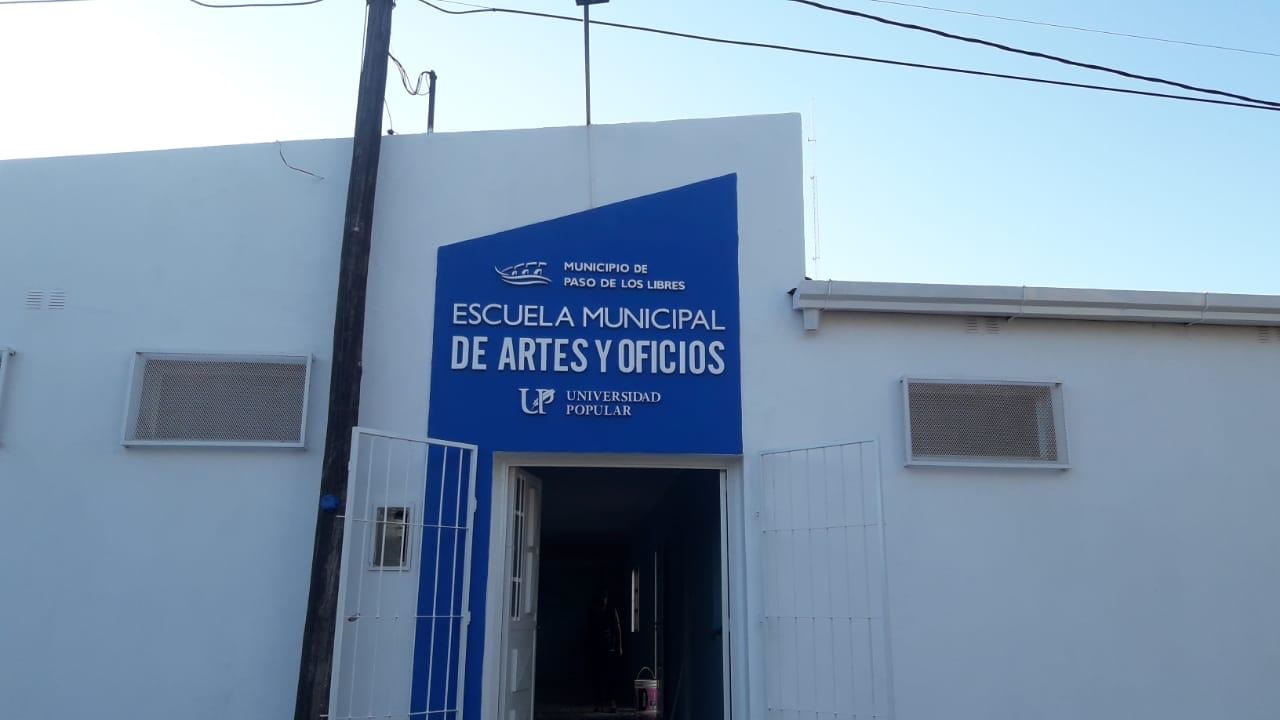 MUNICIPIO DE
PASO DE LOS LIBRES
ESCUELA MUNICIPAL
DE ARTES Y OFICIOS
UP UNIVERSIDAD
POPULAR